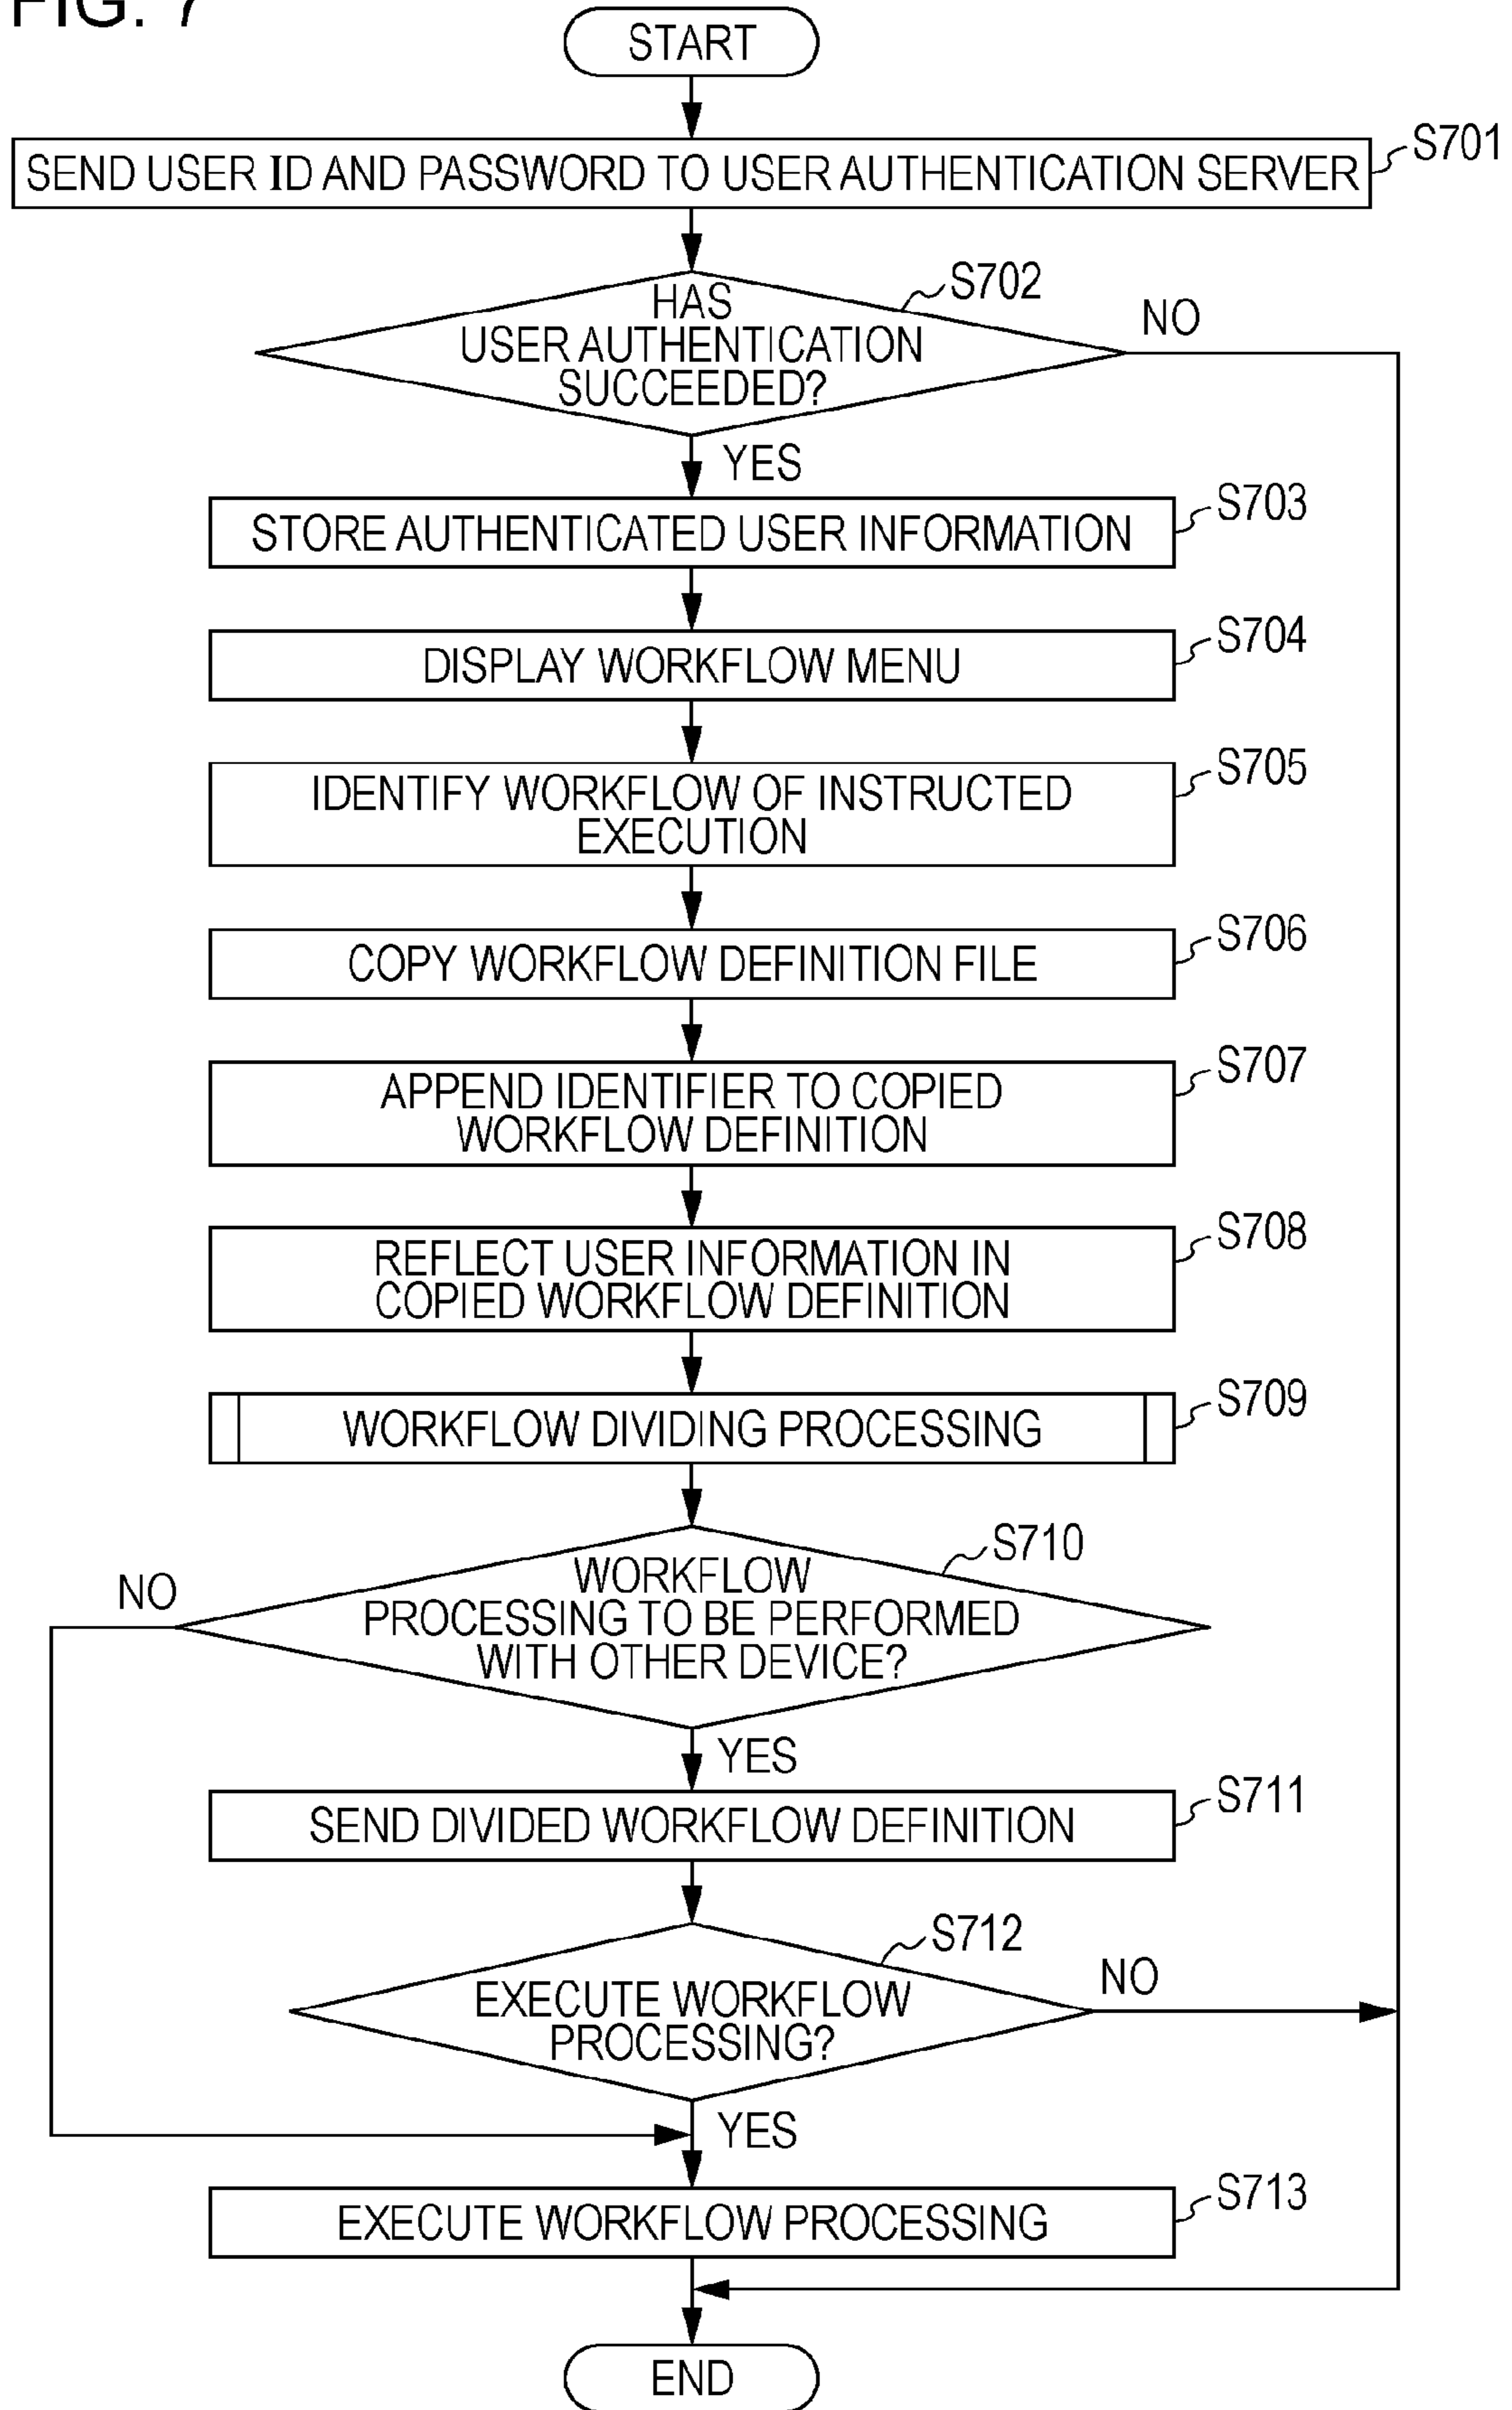 FIG. 7
START
SEND USER ID AND PASSWORD TO USER AUTHENTICATION SERVER
S701
HAS
USER AUTHENTICATION
SUCCEEDED?
S702
NO
YES
STORE AUTHENTICATED USER INFORMATION
S703
DISPLAY WORKFLOW MENU
S704
IDENTIFY WORKFLOW OF INSTRUCTED
EXECUTION
S705
COPY WORKFLOW DEFINITION FILE
S706
APPEND IDENTIFIER TO COPIED
WORKFLOW DEFINITION
S707
REFLECT USER INFORMATION IN
COPIED WORKFLOW DEFINITION
S708
WORKFLOW DIVIDING PROCESSING
S709
WORKFLOW
PROCESSING TO BE PERFORMED
WITH OTHER DEVICE?
S710
NO
YES
SEND DIVIDED WORKFLOW DEFINITION
S711
EXECUTE WORKFLOW
PROCESSING?
S712
NO
YES
EXECUTE WORKFLOW PROCESSING
S713
END